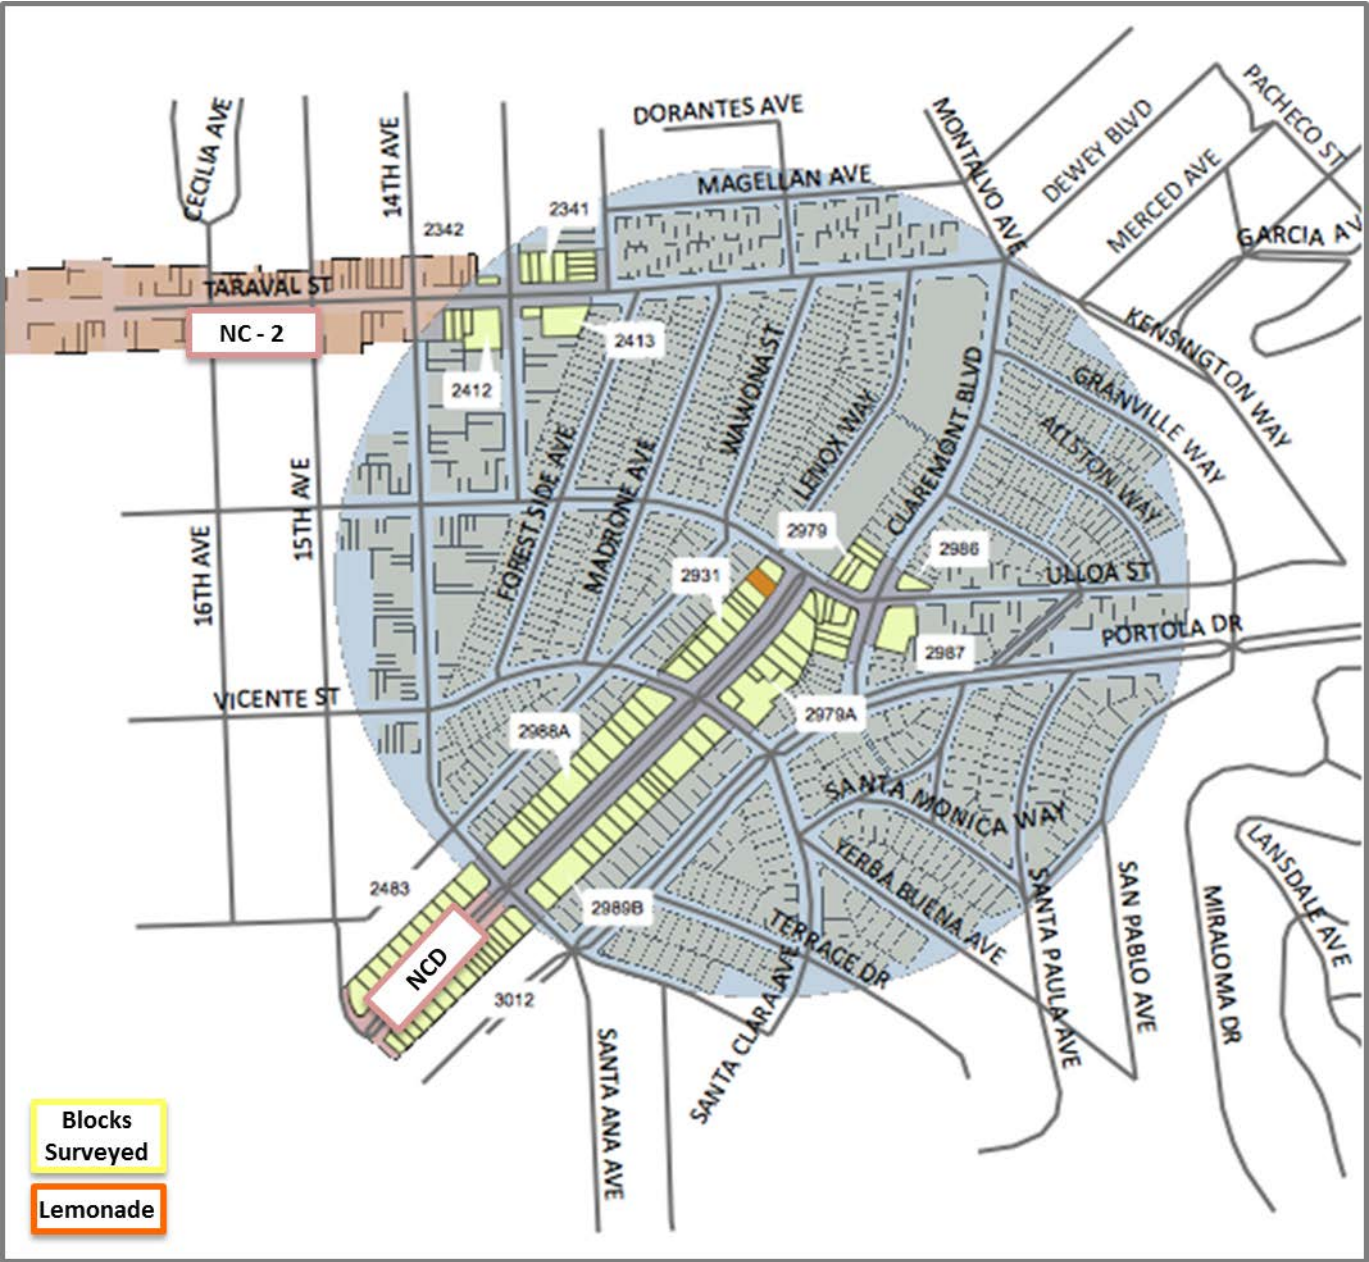 DORANTES AVE
PACHECO ST
CECILIA AVE
14TH AVE
MONTALVO AVE
DEWEY BLVD
MERCED AVE
MAGELLAN AVE
2341
2342
GARCIA AV
TARAVAL ST
NC - 2
2413
2412
KENSINGTON WAY
WAWONA ST
LENOX WAY
CLAREMONT BLVD
GRANVILLE WAY
ALLSTON WAY
FOREST SIDE AVE
MADRONE AVE
15TH AVE
16TH AVE
2979
2986
2931
ULLOA ST
PORTOLA DR
2987
VICENTE ST
2979A
2988A
SANTA MONICA WAY
YERBA BUENA AVE
LANSDALE AVE
2483
2989B
SANTA PAULA AVE
SAN PABLO AVE
MIRALOMA DR
TERRACE DR
NCD
3012
SANTA CLARA AVE
SANTA ANA AVE
Blocks
Surveyed
Lemonade